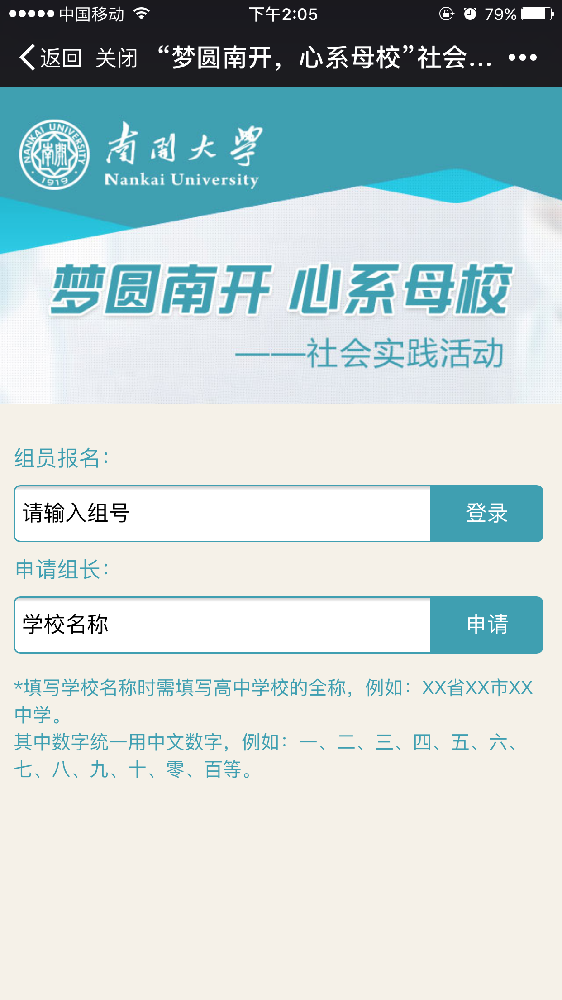 中国移动 下午2:05 79%
返回 关闭 “梦圆南开，心系母校”社会...
NANKAI UNIVERSITY
南開
1919
南開大學
Nankai University
梦圆南开 心系母校
——社会实践活动
组员报名：
请输入组号 登录
申请组长：
学校名称 申请
*填写学校名称时需填写高中学校的全称，例如：XX省XX市XX
中学。
其中数字统一用中文数字，例如：一、二、三、四、五、六、
七、八、九、十、零、百等。